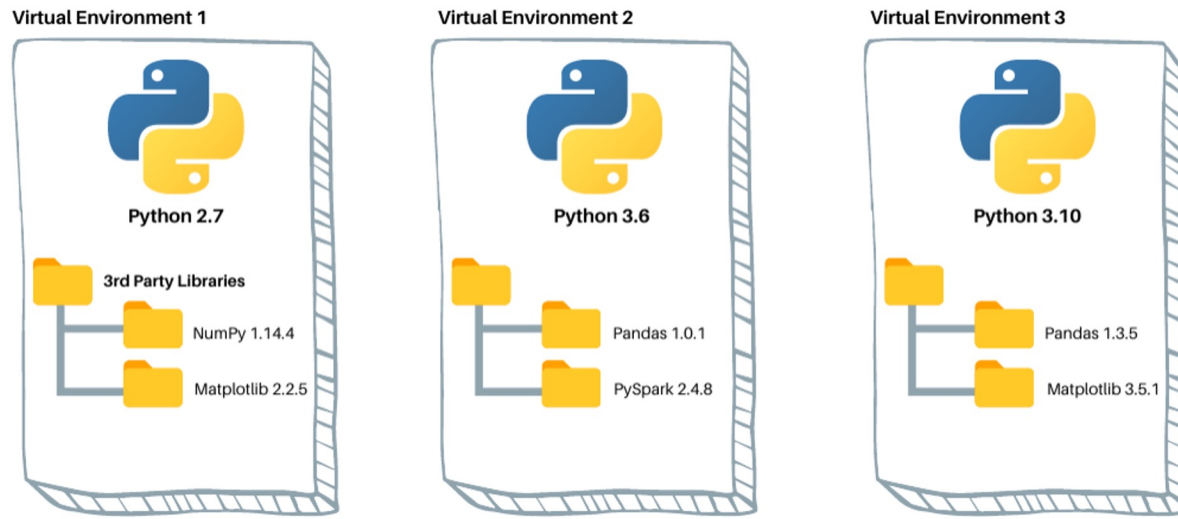 Virtual Environment 1
Python 2.7
3rd Party Libraries
NumPy 1.14.4
Matplotlib 2.2.5
Virtual Environment 2
Python 3.6
Pandas 1.0.1
PySpark 2.4.8
Virtual Environment 3
Python 3.10
Pandas 1.3.5
Matplotlib 3.5.1